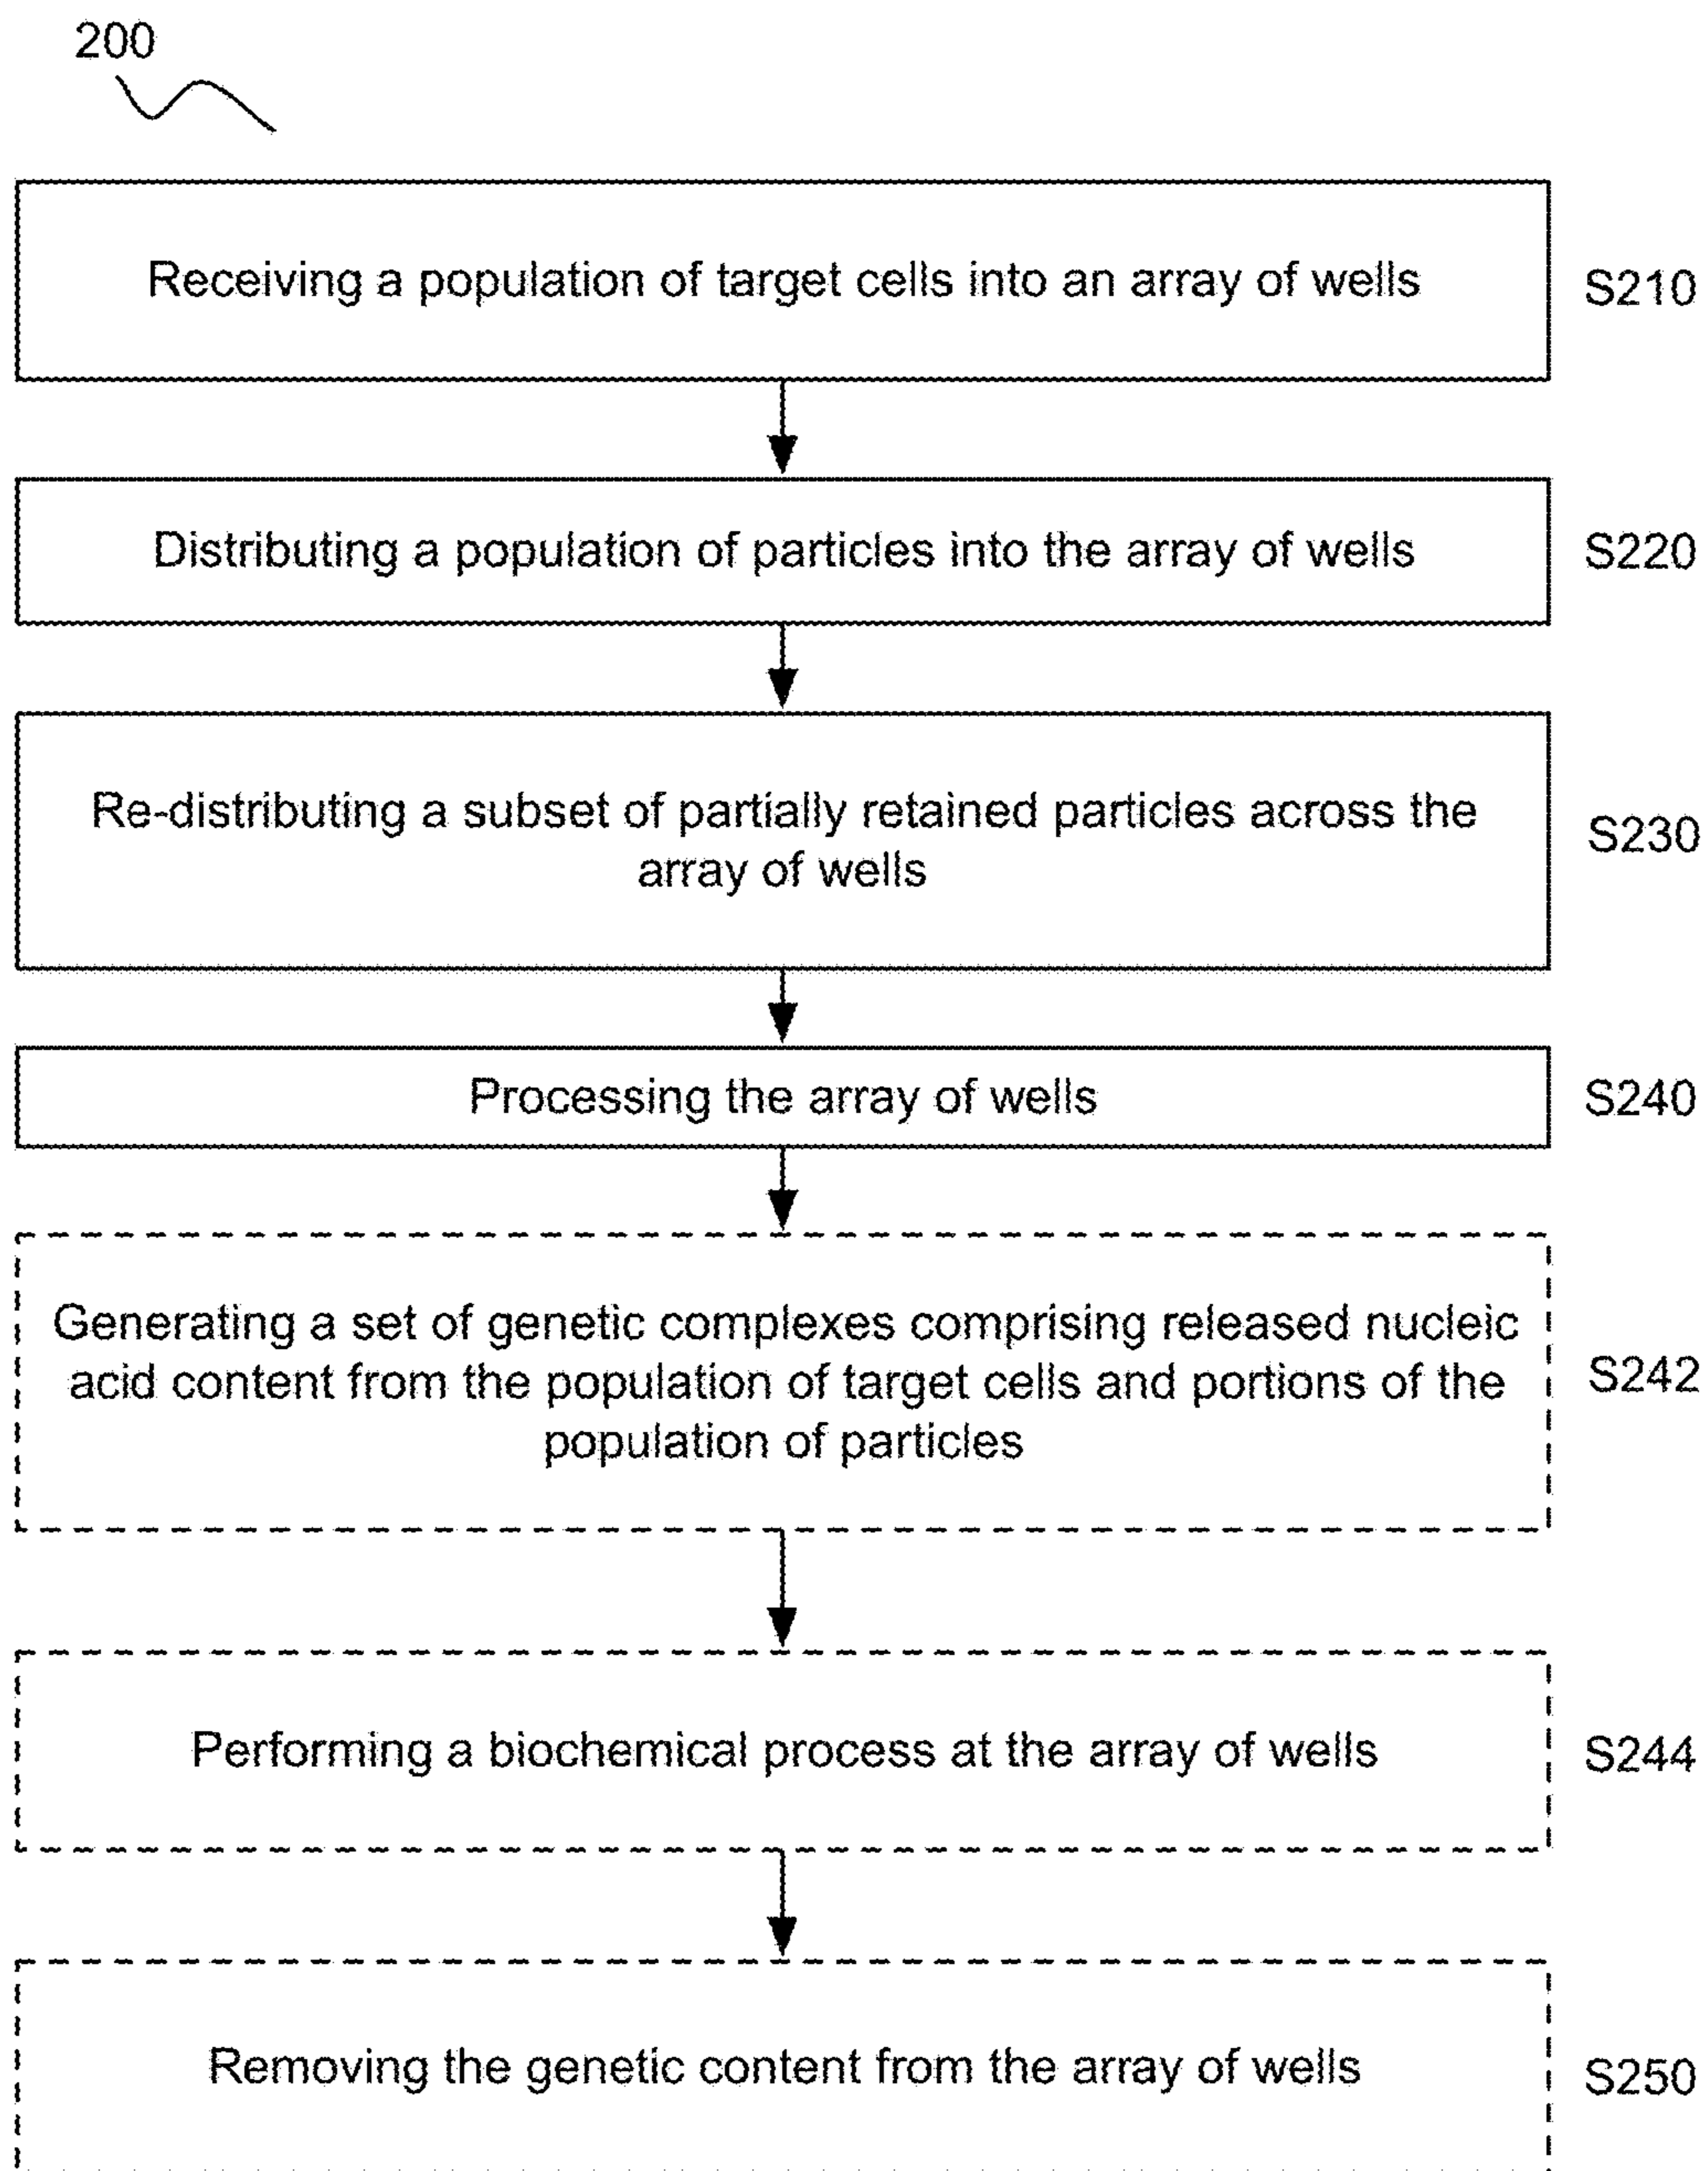 200
Receiving a population of target cells into an array of wells
S210
Distributing a population of particles into the array of wells
S220
Re-distributing a subset of partially retained particles across the
array of wells
S230
Processing the array of wells
S240
Generating a set of genetic complexes comprising released nucleic
acid content from the population of target cells and portions of the
population of particles
S242
Performing a biochemical process at the array of wells
S244
Removing the genetic content from the array of wells
S250